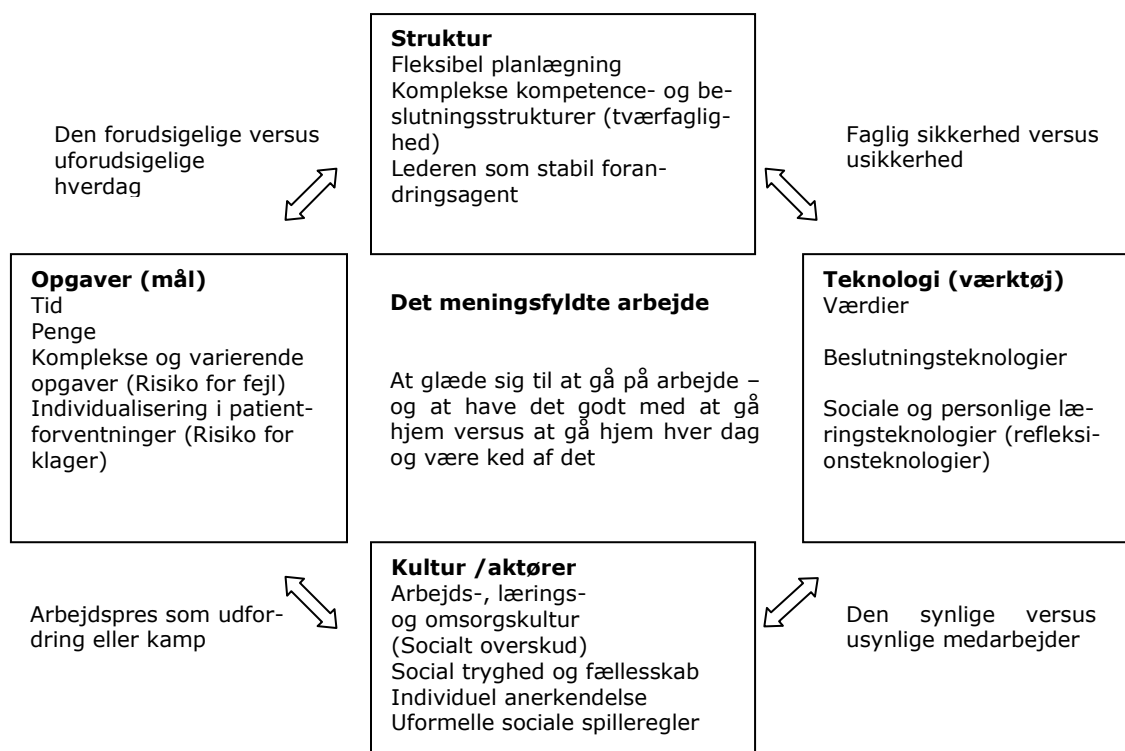 Struktur
Fleksibel planlægning
Komplekse kompetence- og be-
slutningsstrukturer (tværfaglig-
hed)
Lederen som stabil foran-
dringsagent
Den forudsigelige versus
uforudsigelige
hverdag
Faglig sikkerhed versus
usikkerhed
Opgaver (mål)
Tid
Penge
Komplekse og varierende
opgaver (Risiko for fejl)
Individualisering i patient-
forventninger (Risiko for
klager)
Det meningsfyldte arbejde
At glæde sig til at gå på arbejde –
og at have det godt med at gå
hjem versus at gå hjem hver dag
og være ked af det
Teknologi (værktøj)
Værdier
Beslutningsteknologier
Sociale og personlige læ-
ringsteknologier (refleksi-
onsteknologier)
Arbejdspres som udfor-
dring eller kamp
Kultur /aktører
Arbejds-, lærings-
og omsorgskultur
(Socialt overskud)
Social tryghed og fællesskab
Individuel anerkendelse
Uformelle sociale spilleregler
Den synlige versus
usynlige medarbejder